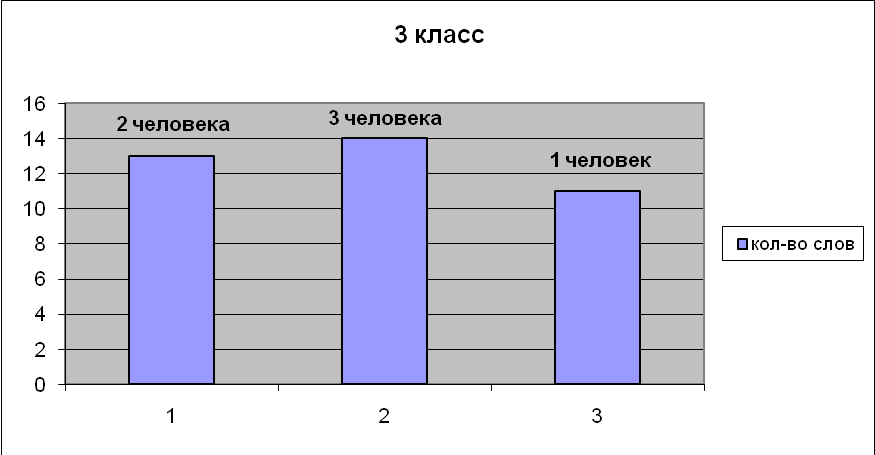 3 класс
16
14
12
10
8
6
4
2
0
2 человека
3 человека
1 человек
1
2
3
кол-во слов